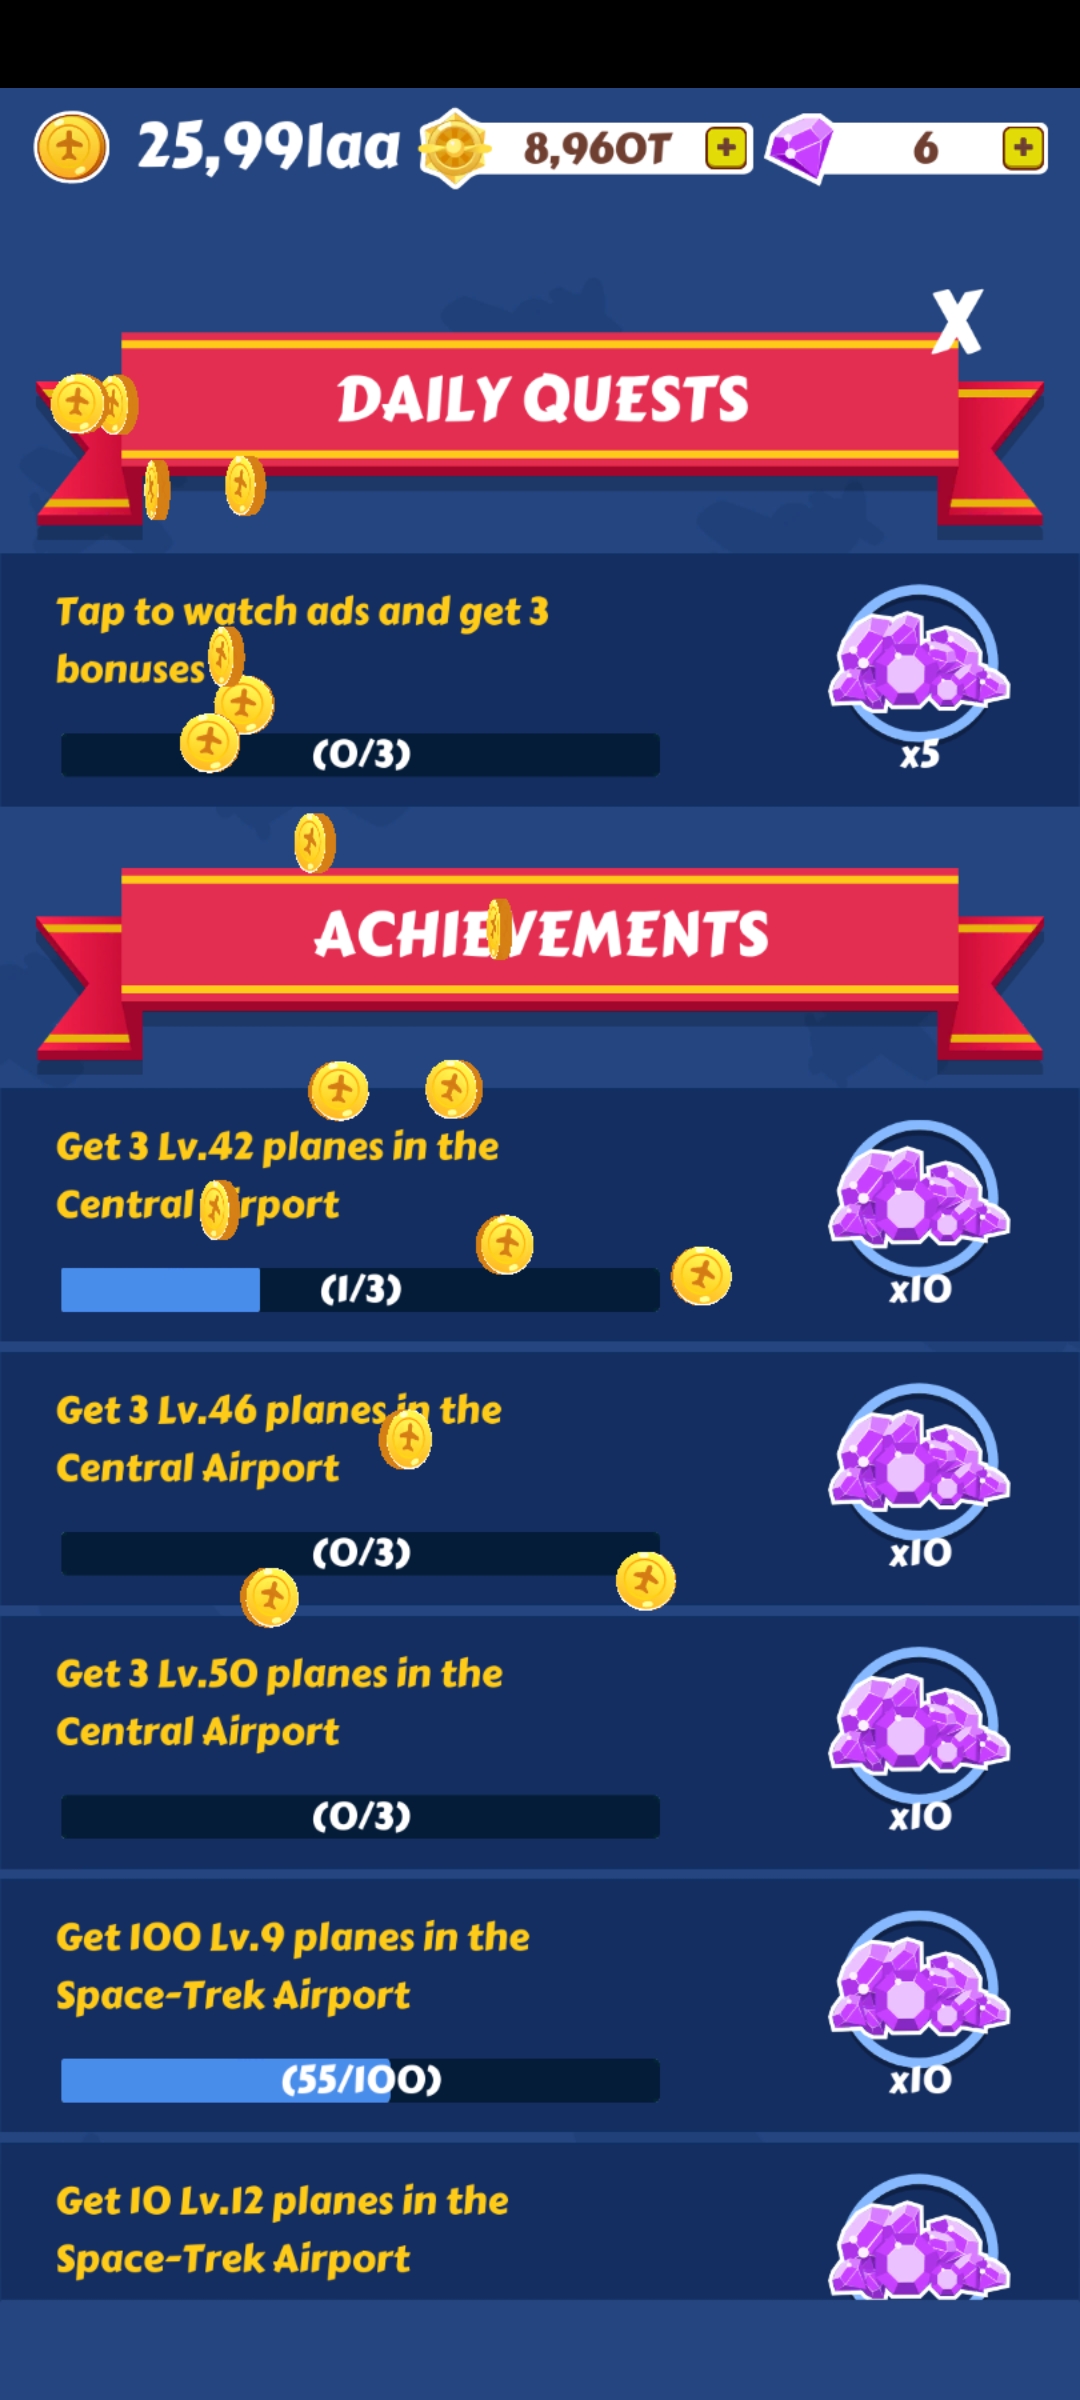 25,991aa
8,960T
+
6
+
X
DAILY QUESTS
Tap to watch ads and get 3
bonuses
(0/3)
x5
ACHIEVEMENTS
Get 3 Lv.42 planes in the
Central Airport
(1/3)
x10
Get 3 Lv.46 planes in the
Central Airport
(0/3)
x10
Get 3 Lv.50 planes in the
Central Airport
(0/3)
x10
Get 100 Lv.9 planes in the
Space-Trek Airport
(55/100)
x10
Get 10 Lv.12 planes in the
Space-Trek Airport